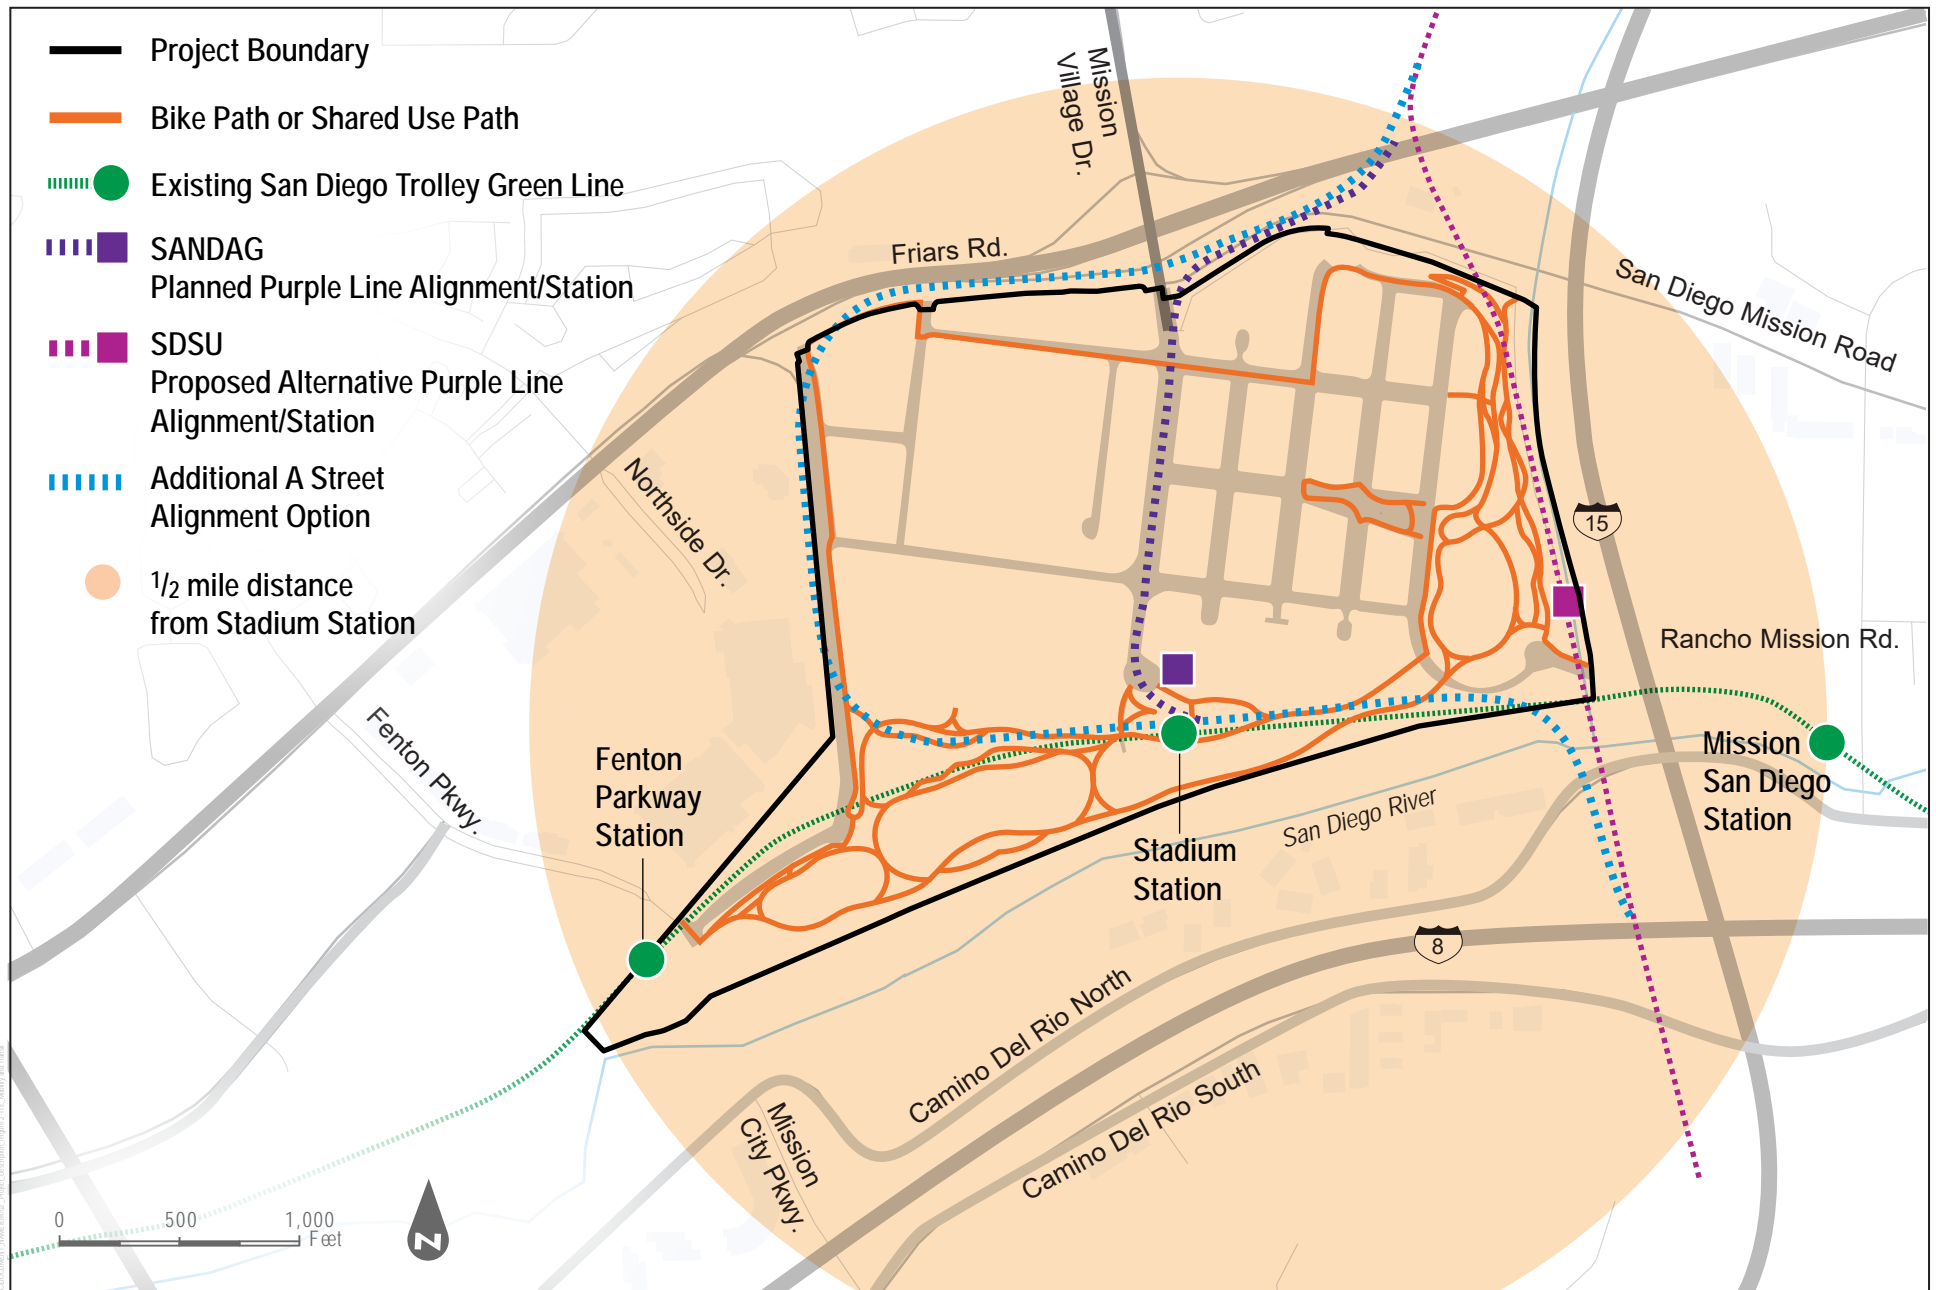 Project Boundary
Bike Path or Shared Use Path
Existing San Diego Trolley Green Line
SANDAG
Planned Purple Line Alignment/Station
SDSU
Proposed Alternative Purple Line
Alignment/Station
Additional A Street
Alignment Option
1/2 mile distance
from Stadium Station
Mission
Village Dr.
Friars Rd.
San Diego Mission Road
Northside Dr.
15
Rancho Mission Rd.
Fenton Pkwy.
Fenton
Parkway
Station
Mission
San Diego
Station
San Diego River
Stadium
Station
8
Camino Del Rio North
Camino Del Rio South
Mission
City Pkwy.
0 500 1,000
Feet
N